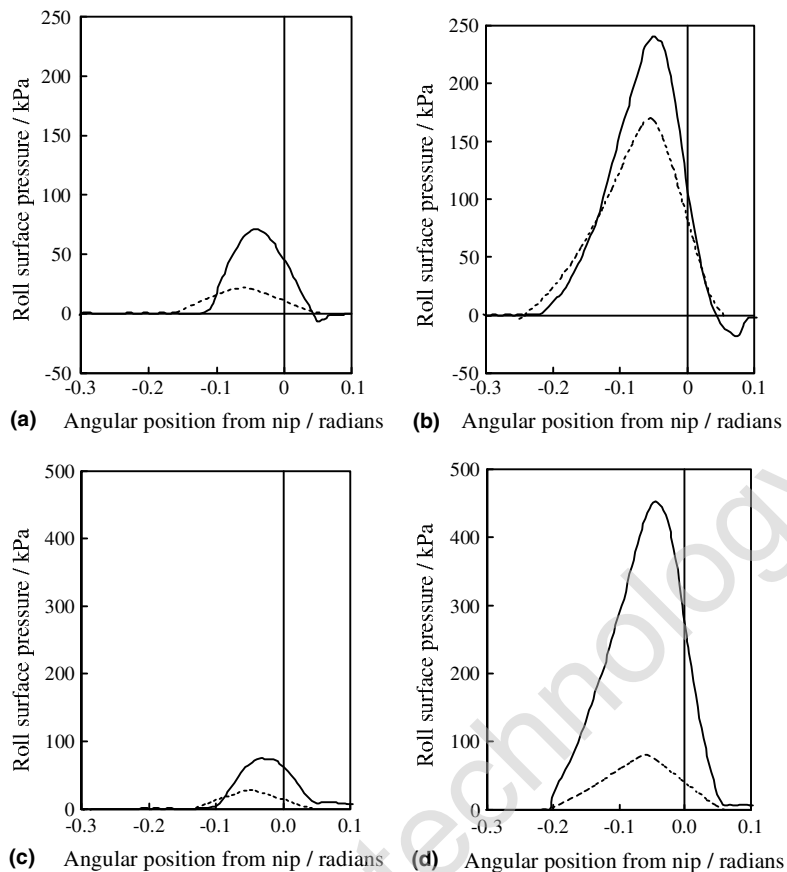 250
200
150
100
50
0
-50
Roll surface pressure / kPa
-0.3 -0.2 -0.1 0 0.1
(a) Angular position from nip / radians
250
200
150
100
50
0
-50
Roll surface pressure / kPa
-0.3 -0.2 -0.1 0 0.1
(b) Angular position from nip / radians
500
400
300
200
100
0
Roll surface pressure / kPa
-0.3 -0.2 -0.1 0.0 0.1
(c) Angular position from nip / radians
500
400
300
200
100
0
Roll surface pressure / kPa
-0.3 -0.2 -0.1 0.0 0.1
(d) Angular position from nip / radians
technology